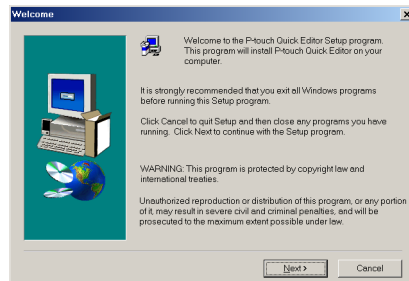 Welcome
Welcome to the P-touch Quick Editor Setup program.
This program will install P-touch Quick Editor on your
computer.
It is strongly recommended that you exit all Windows programs
before running this Setup program.
Click Cancel to quit Setup and then close any programs you have
running. Click Next to continue with the Setup program.
WARNING: This program is protected by copyright law and
international treaties.
Unauthorized reproduction or distribution of this program, or any portion
of it, may result in severe civil and criminal penalties, and will be
prosecuted to the maximum extent possible under law.
Next > Cancel